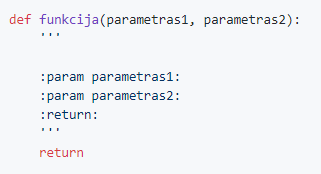 def funkcija(parametras1, parametras2):
    '''

    :param parametras1:
    :param parametras2:
    :return:
    '''
    return